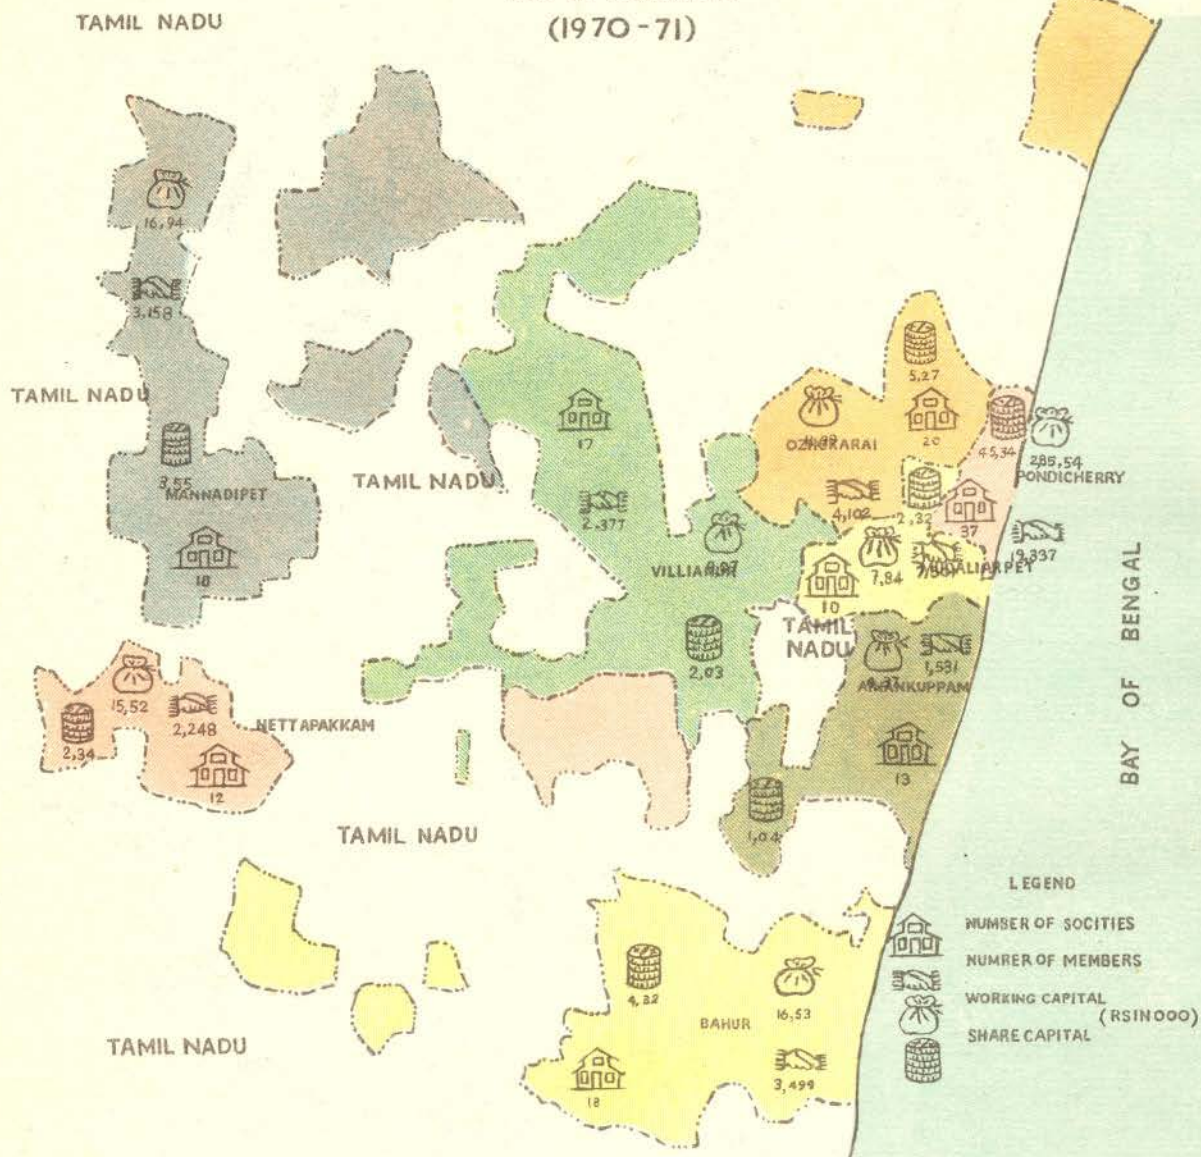 TAMIL NADU
(1970-71)
16,94
3,158
TAMIL NADU
5,27
17
20
OZHUKARAI
45,34
285,54
PONDICHERRY
3,55
MANNADIPET
TAMIL NADU
2,377
4,102
2,32
37
19,337
18
VILLIANUR
7,84
MUDALIARPET
10
TAMIL
NADU
1,531
ARIANKUPPAM
2,03
15,52
2,248
NETTAPAKKAM
2,34
12
13
1,04
TAMIL NADU
BAY OF BENGAL
LEGEND
NUMBER OF SOCITIES
NUMRER OF MEMBERS
WORKING CAPITAL
(RSIN000)
SHARE CAPITAL
4,32
16,53
BAHUR
TAMIL NADU
18
3,499